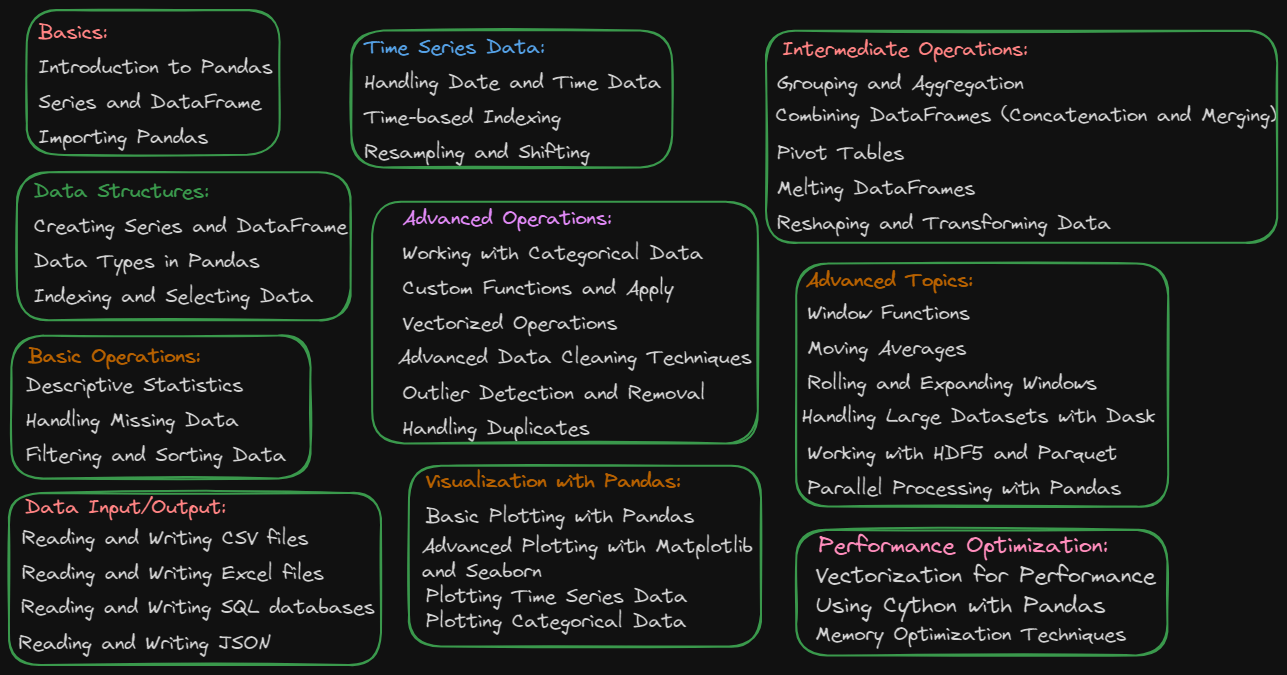 Basics:
Introduction to Pandas
Series and DataFrame
Importing Pandas
Data Structures:
Creating Series and DataFrame
Data Types in Pandas
Indexing and Selecting Data
Basic Operations:
Descriptive Statistics
Handling Missing Data
Filtering and Sorting Data
Data Input/Output:
Reading and Writing CSV files
Reading and Writing Excel files
Reading and Writing SQL databases
Reading and Writing JSON
Time Series Data:
Handling Date and Time Data
Time-based Indexing
Resampling and Shifting
Advanced Operations:
Working with Categorical Data
Custom Functions and Apply
Vectorized Operations
Advanced Data Cleaning Techniques
Outlier Detection and Removal
Handling Duplicates
Visualization with Pandas:
Basic Plotting with Pandas
Advanced Plotting with Matplotlib
and Seaborn
Plotting Time Series Data
Plotting Categorical Data
Intermediate Operations:
Grouping and Aggregation
Combining DataFrames (Concatenation and Merging)
Pivot Tables
Melting DataFrames
Reshaping and Transforming Data
Advanced Topics:
Window Functions
Moving Averages
Rolling and Expanding Windows
Handling Large Datasets with Dask
Working with HDF5 and Parquet
Parallel Processing with Pandas
Performance Optimization:
Vectorization for Performance
Using Cython with Pandas
Memory Optimization Techniques